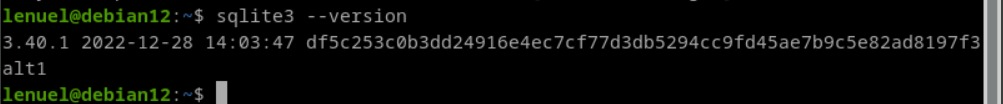 lenuel@debian12:~$ sqlite3 --version
3.40.1 2022-12-28 14:03:47 df5c253c0b3dd24916e4ec7cf77d3db5294cc9fd45ae7b9c5e82ad8197f3
alt1
lenuel@debian12:~$